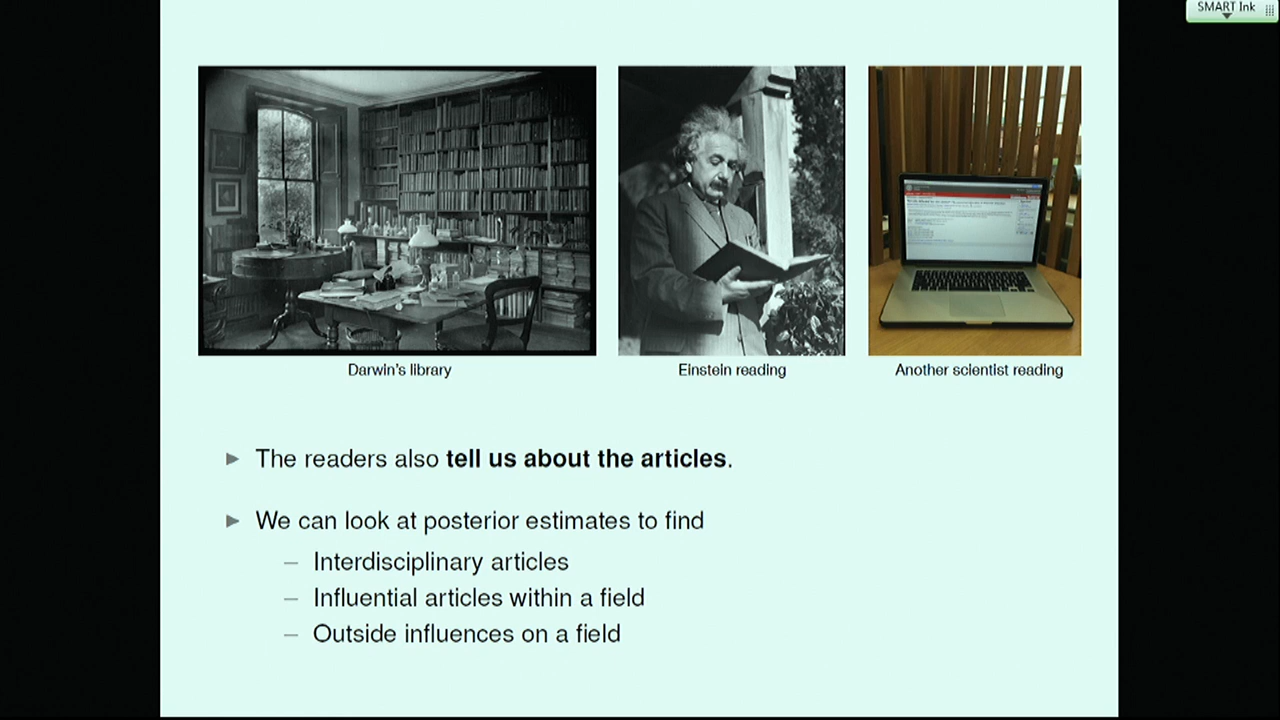 SMART Ink
Darwin's library
Einstein reading
Another scientist reading
► The readers also tell us about the articles.
► We can look at posterior estimates to find
– Interdisciplinary articles
– Influential articles within a field
– Outside influences on a field